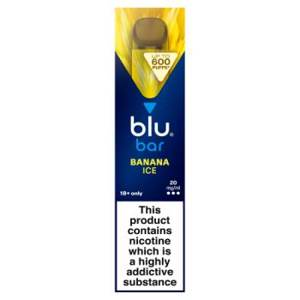 UP TO
600
PUFFS*
blu.
bar
BANANA
ICE
18+ only
20
mg/ml
This
product
contains
nicotine
which is
a highly
addictive
substance